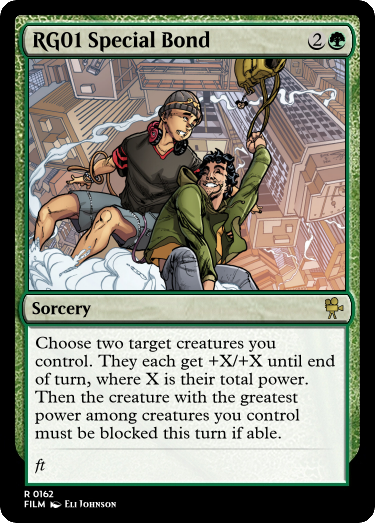 RG01 Special Bond 2
Sorcery
Choose two target creatures you
control. They each get +X/+X until end
of turn, where X is their total power.
Then the creature with the greatest
power among creatures you control
must be blocked this turn if able.
ft
R 0162
FILM Eli Johnson